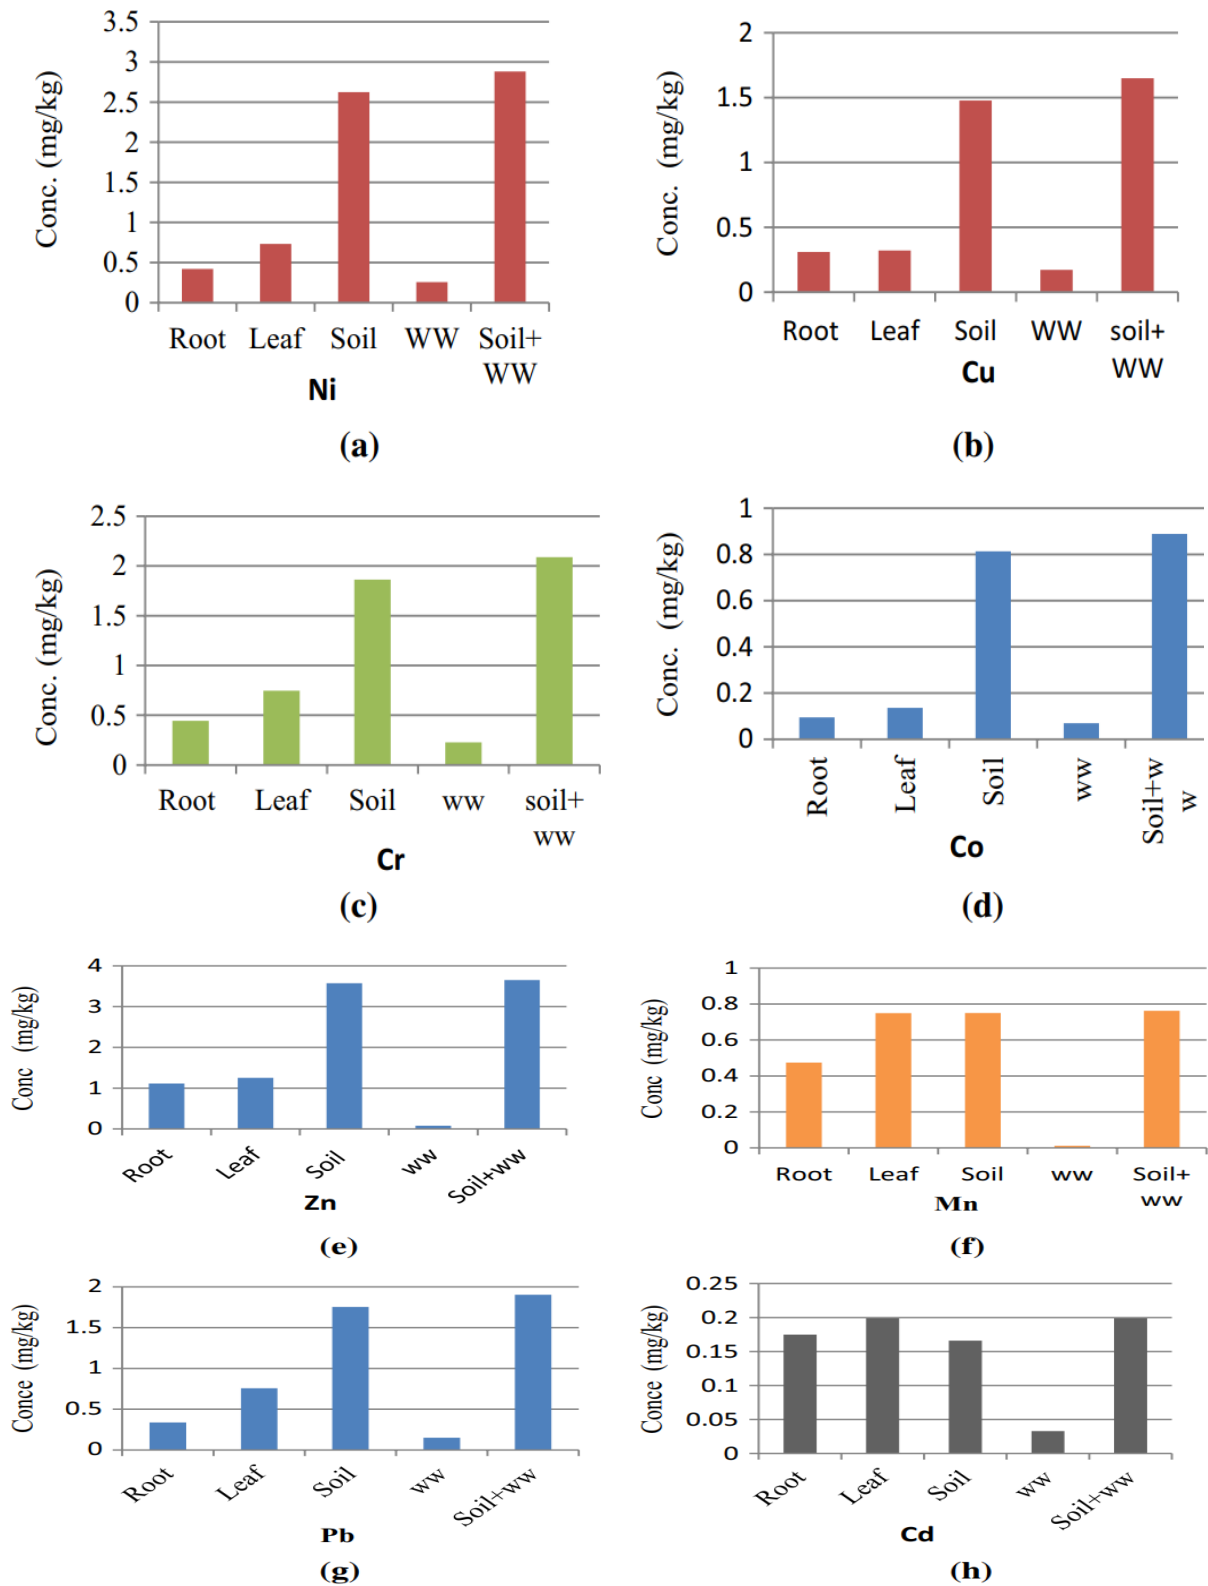 3.5
3
2.5
2
1.5
1
0.5
0
Conc. (mg/kg)
Root Leaf Soil WW Soil+
WW
Ni
(a)
2
1.5
1
0.5
0
Conc. (mg/kg)
Root Leaf Soil WW soil+
WW
Cu
(b)
2.5
2
1.5
1
0.5
0
Conc. (mg/kg)
Root Leaf Soil ww soil+
ww
Cr
(c)
1
0.8
0.6
0.4
0.2
0
Conc. (mg/kg)
Root Leaf Soil ww Soil+w
w
Co
(d)
4
3
2
1
0
Conc (mg/kg)
Root Leaf Soil ww Soil+ww
Zn
(e)
1
0.8
0.6
0.4
0.2
0
Conc (mg/kg)
Root Leaf Soil ww Soil+
ww
Mn
(f)
2
1.5
1
0.5
0
Conce (mg/kg)
Root Leaf Soil ww Soil+ww
Pb
(g)
0.25
0.2
0.15
0.1
0.05
0
Conce (mg/kg)
Root Leaf Soil ww Soil+ww
Cd
(h)